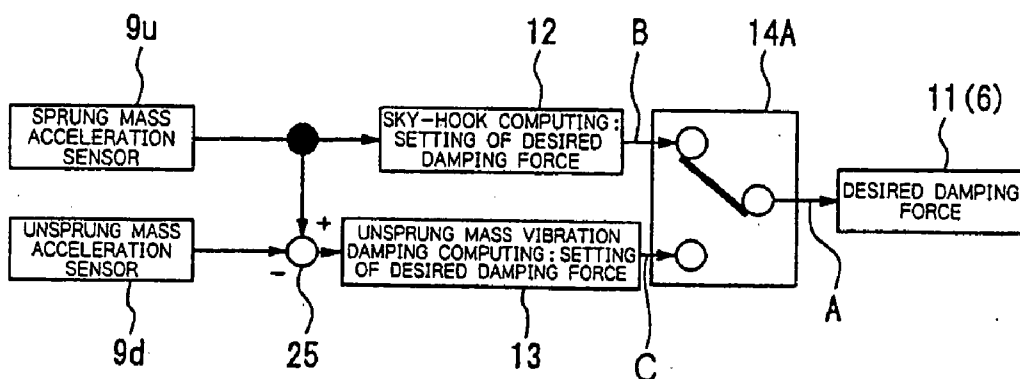 9u
12
B
14A
11(6)
SPRUNG MASS
ACCELERATION
SENSOR
SKY-HOOK COMPUTING:
SETTING OF DESIRED
DAMPING FORCE
DESIRED DAMPING
FORCE
UNSPRUNG MASS
ACCELERATION
SENSOR
+
-
UNSPRUNG MASS VIBRATION
DAMPING COMPUTING:SETTING
OF DESIRED DAMPING FORCE
A
9d
25
13
C